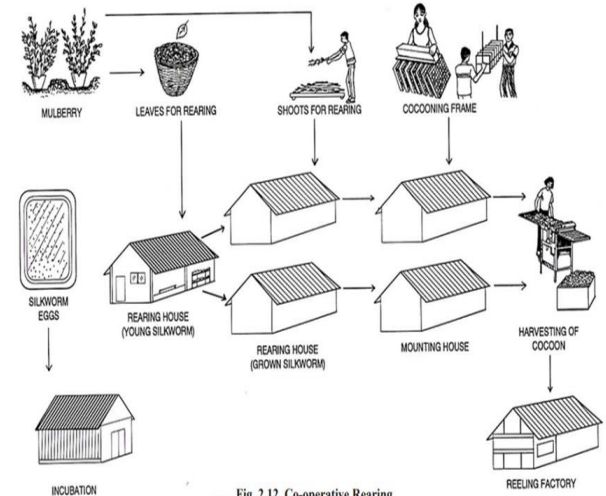 MULBERRY
LEAVES FOR REARING
SHOOTS FOR REARING
COCOONING FRAME
SILKWORM
EGGS
REARING HOUSE
(YOUNG SILKWORM)
REARING HOUSE
(GROWN SILKWORM)
MOUNTING HOUSE
HARVESTING OF
COCOON
INCUBATION
REELING FACTORY
Fig. 2.12 Co-operative Rearing